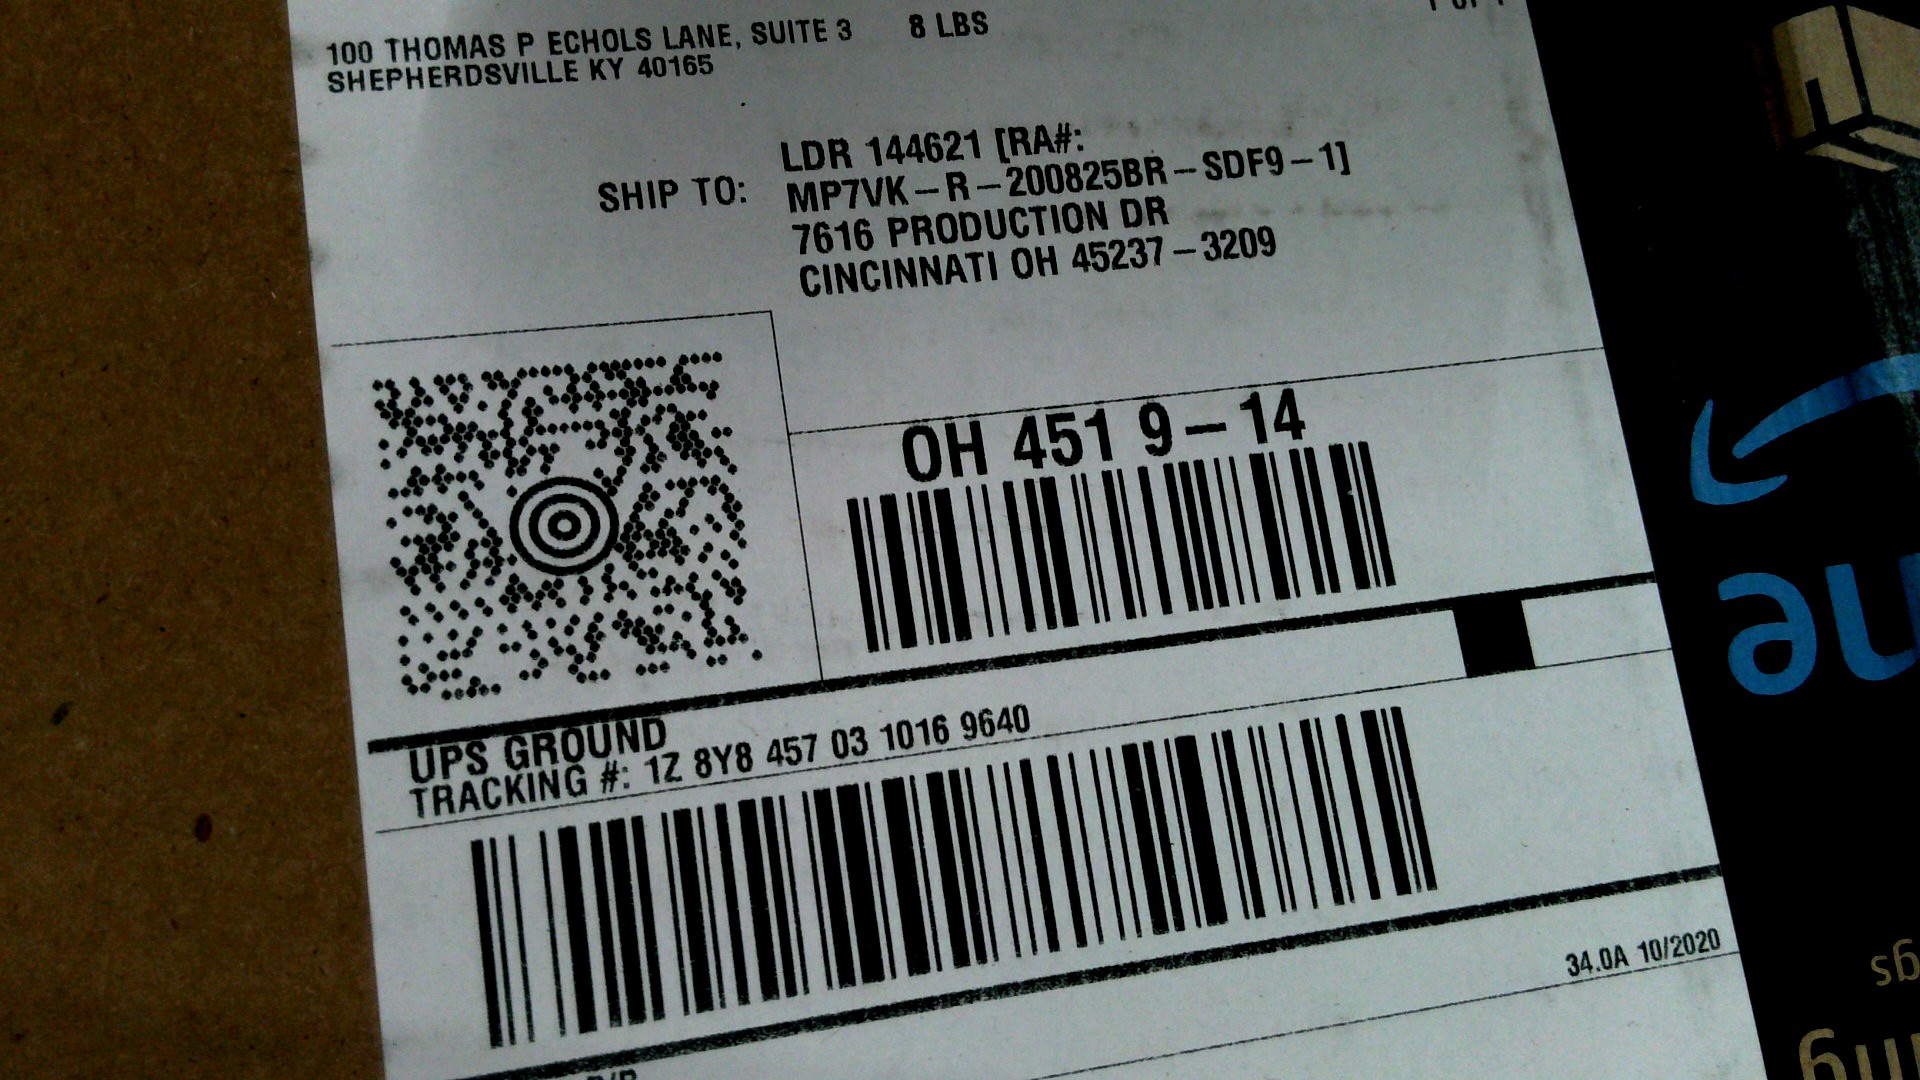 100 THOMAS P ECHOLS LANE, SUITE 3 8 LBS
SHEPHERDSVILLE KY 40165
SHIP TO:
LDR 144621 [RA#:
MP7VK-R-200825BR-SDF9-1]
7616 PRODUCTION DR
CINCINNATI OH 45237-3209
OH 451 9-14
UPS GROUND
TRACKING #: 1Z 8Y8 457 03 1016 9640
34.0A 10/2020